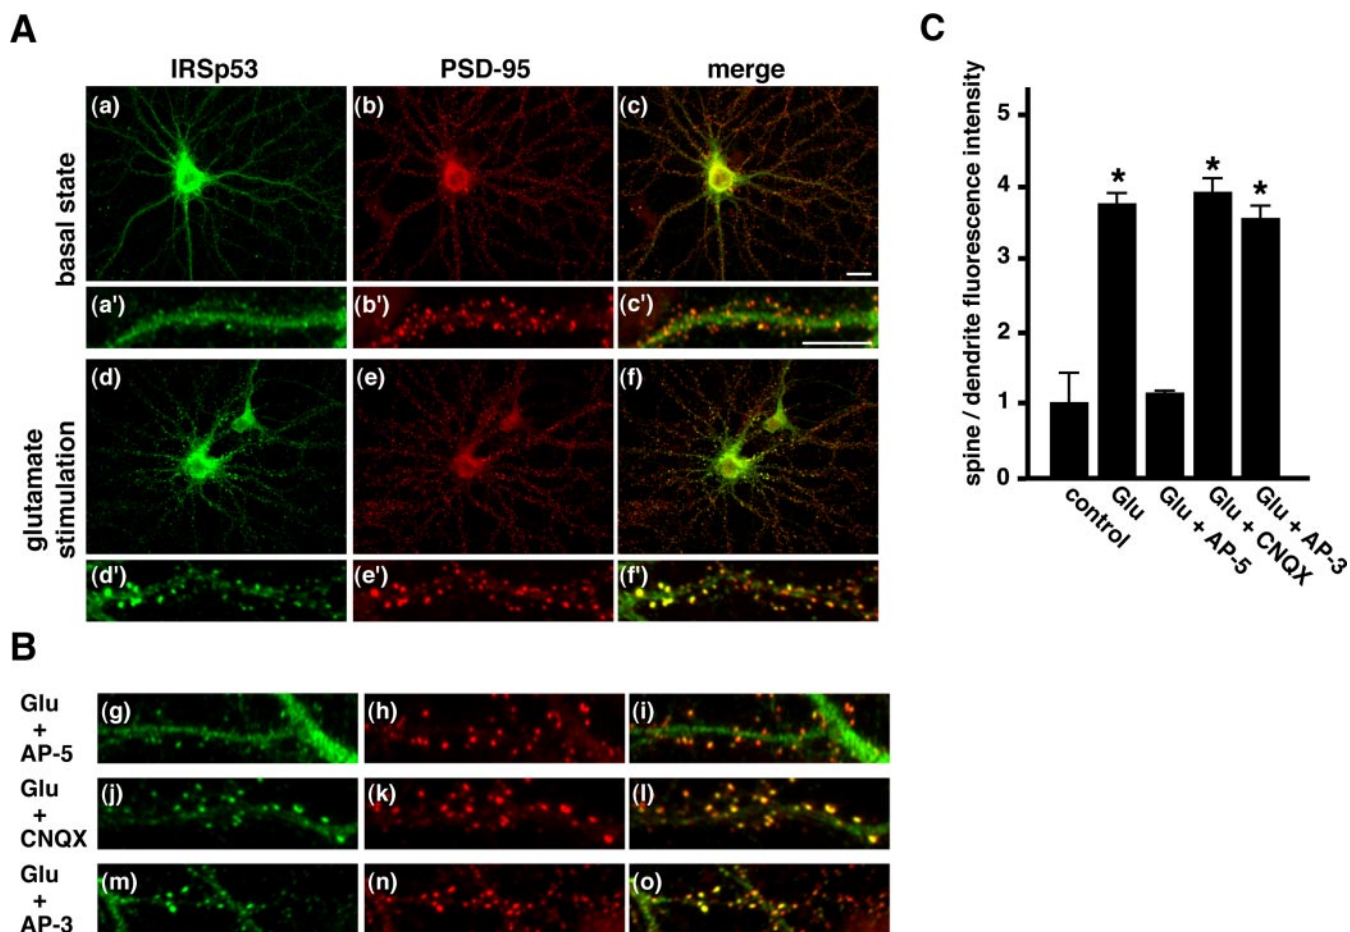 A
IRSp53 PSD-95 merge
basal state
(a) (b) (c)
(a') (b') (c')
glutamate
stimulation
(d) (e) (f)
(d') (e') (f')
B
Glu
+
AP-5
(g) (h) (i)
Glu
+
CNQX
(j) (k) (l)
Glu
+
AP-3
(m) (n) (o)
C
spine / dendrite fluorescence intensity
5
4
3
2
1
0
* * *
control
Glu
Glu + AP-5
Glu + CNQX
Glu + AP-3